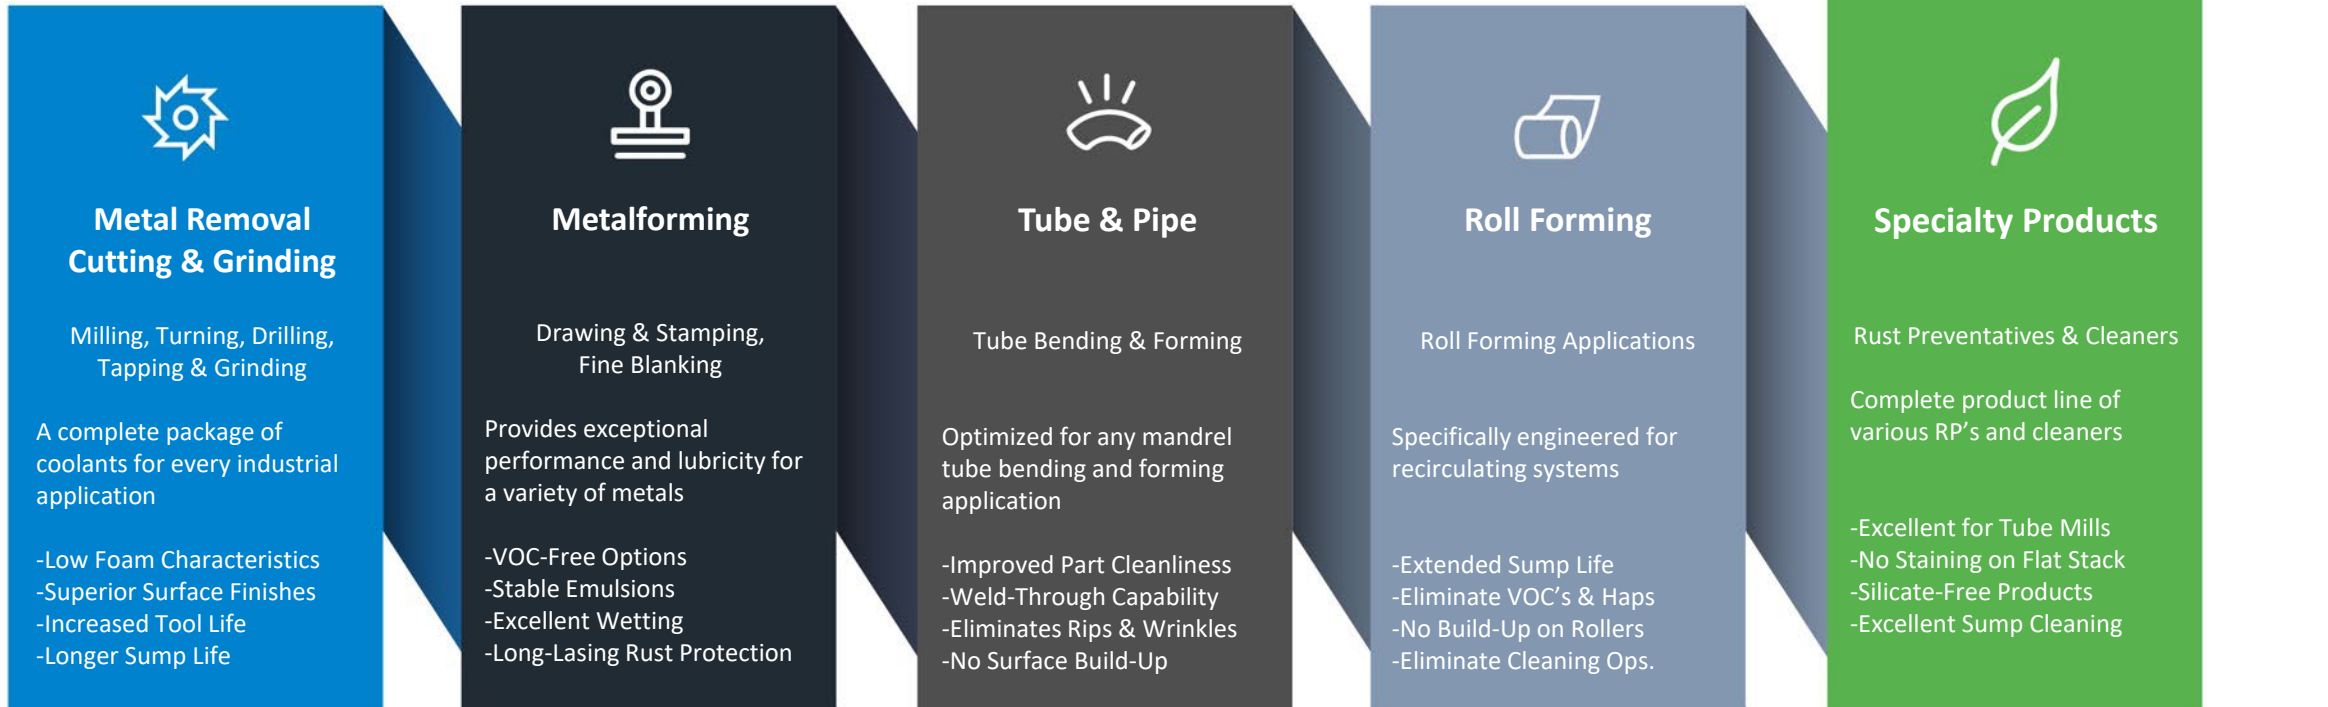 Metal Removal
Cutting & Grinding
Milling, Turning, Drilling,
Tapping & Grinding
A complete package of
coolants for every industrial
application
-Low Foam Characteristics
-Superior Surface Finishes
-Increased Tool Life
-Longer Sump Life
Metalforming
Drawing & Stamping,
Fine Blanking
Provides exceptional
performance and lubricity for
a variety of metals
-VOC-Free Options
-Stable Emulsions
-Excellent Wetting
-Long-Lasing Rust Protection
Tube & Pipe
Tube Bending & Forming
Optimized for any mandrel
tube bending and forming
application
-Improved Part Cleanliness
-Weld-Through Capability
-Eliminates Rips & Wrinkles
-No Surface Build-Up
Roll Forming
Roll Forming Applications
Specifically engineered for
recirculating systems
-Extended Sump Life
-Eliminate VOC’s & Haps
-No Build-Up on Rollers
-Eliminate Cleaning Ops.
Specialty Products
Rust Preventatives & Cleaners
Complete product line of
various RP’s and cleaners
-Excellent for Tube Mills
-No Staining on Flat Stack
-Silicate-Free Products
-Excellent Sump Cleaning